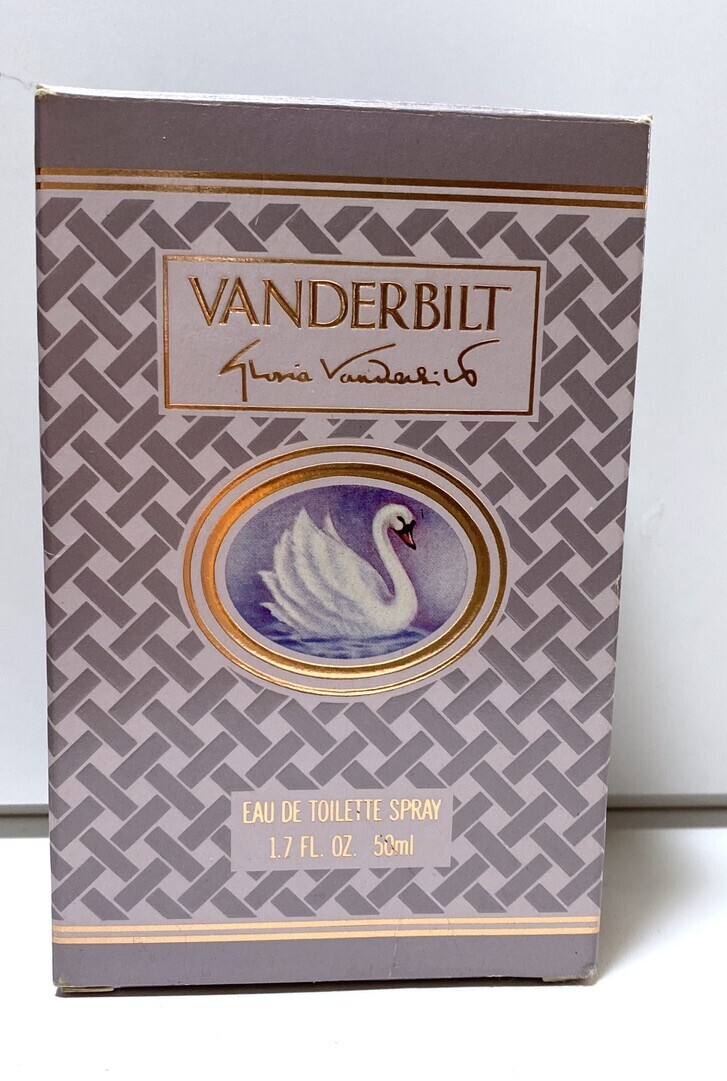 VANDERBILT
Gloria Vanderbilt
EAU DE TOILETTE SPRAY
1.7 FL. OZ. 50ml